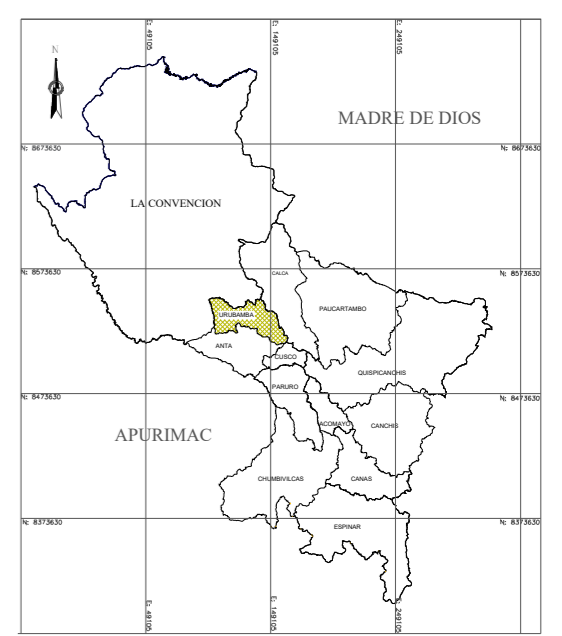 E: 49105
E: 149105
E: 249105
N
MADRE DE DIOS
N: 8673630
N: 8673630
LA CONVENCION
N: 8573630
CALCA
N: 8573630
PAUCARTAMBO
URUBAMBA
ANTA
CUSCO
QUISPICANCHIS
PARURO
N: 8473630
N: 8473630
ACOMAYO
CANCHIS
APURIMAC
CHUMBIVILCAS
CANAS
N: 8373630
N: 8373630
ESPINAR
E: 49105
E: 149105
E: 249105